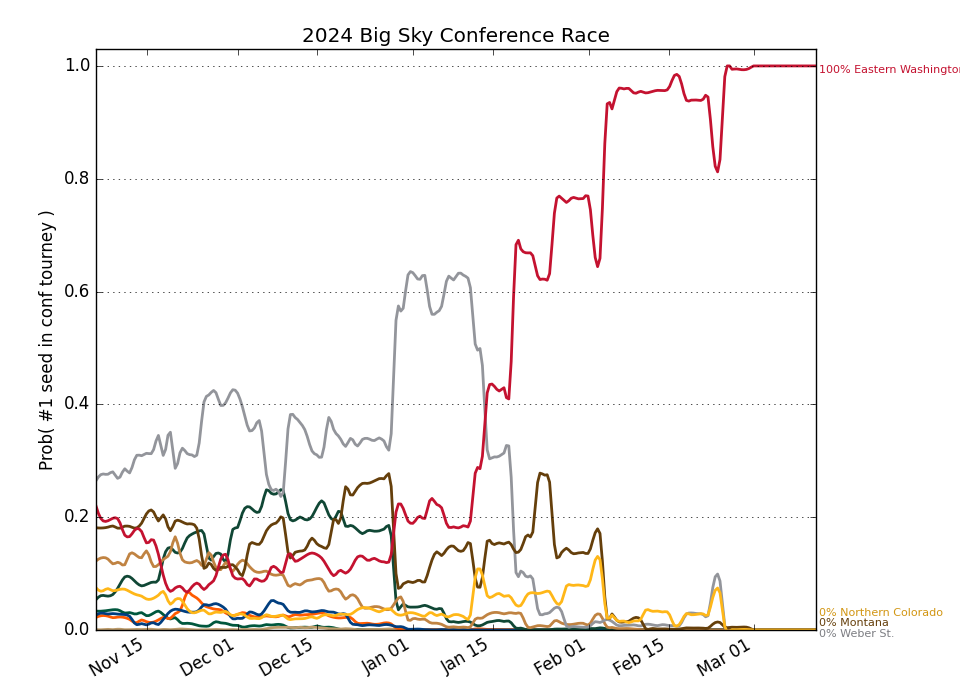 2024 Big Sky Conference Race
Prob( #1 seed in conf tourney )
1.0
0.8
0.6
0.4
0.2
0.0
Nov 15
Dec 01
Dec 15
Jan 01
Jan 15
Feb 01
Feb 15
Mar 01
100% Eastern Washington
0% Northern Colorado
0% Montana
0% Weber St.